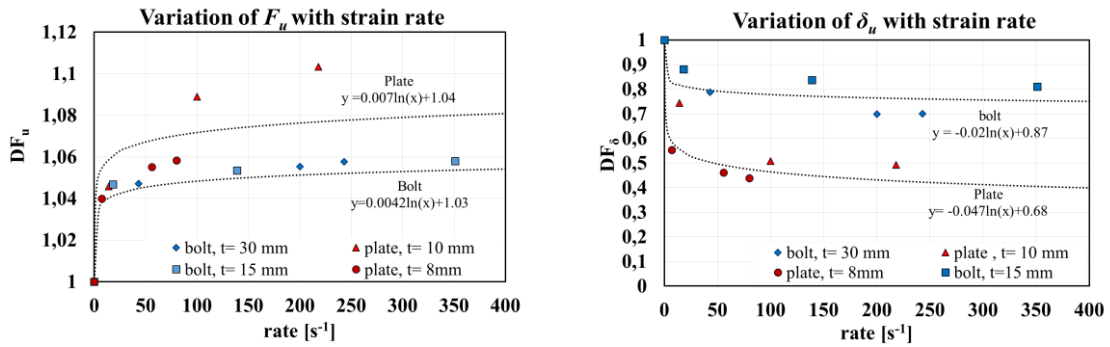 Variation of Fu with strain rate
1,12
1,1
1,08
1,06
1,04
1,02
1
DFu
Plate
y =0.007ln(x)+1.04
Bolt
y=0.0042ln(x)+1.03
bolt, t= 30 mm
plate, t= 10 mm
bolt, t= 15 mm
plate, t= 8mm
0 50 100 150 200 250 300 350 400
rate [s-1]
Variation of δu with strain rate
1
0,9
0,8
0,7
0,6
0,5
0,4
0,3
0,2
0,1
0
DFδ
bolt
y = -0.02ln(x)+0.87
Plate
y= -0.047ln(x)+0.68
bolt, t= 30 mm
plate , t= 10 mm
plate, t= 8mm
bolt, t=15 mm
0 50 100 150 200 250 300 350 400
rate [s-1]